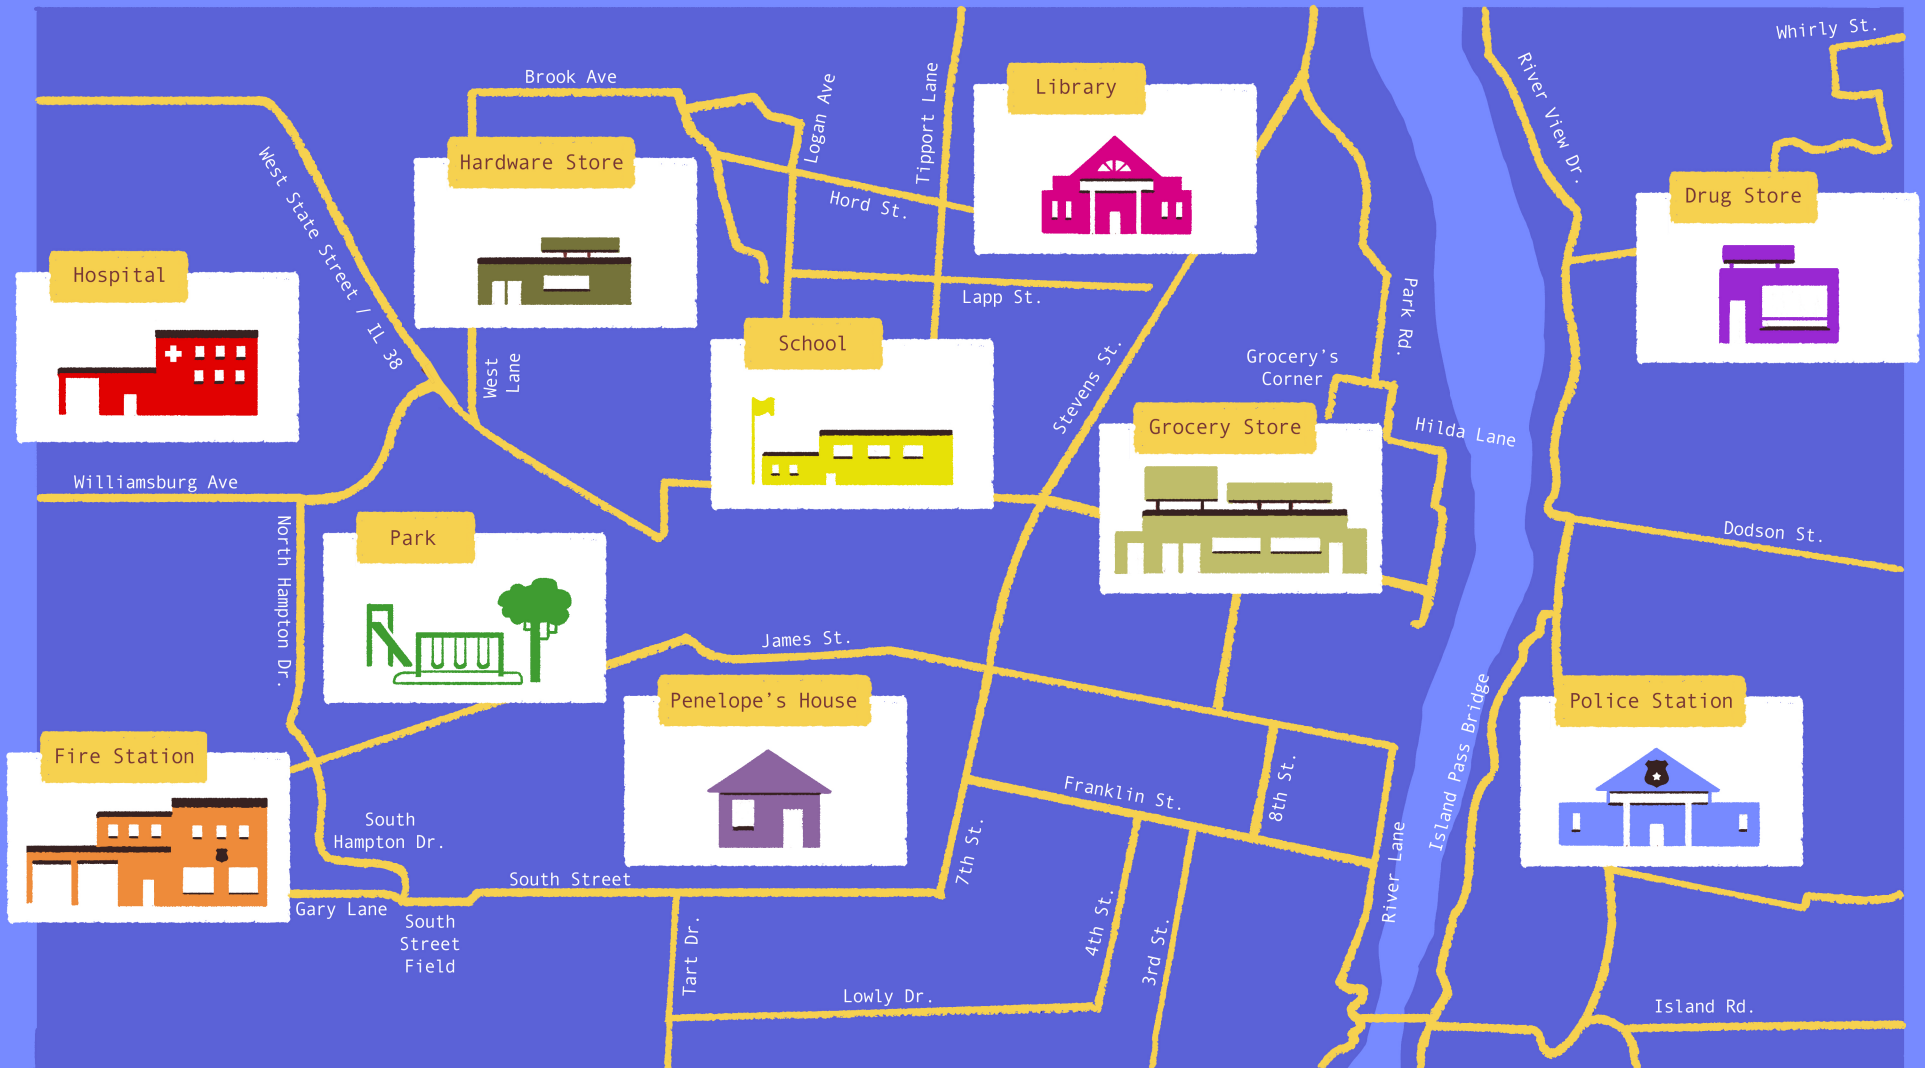 Whirly St.
Brook Ave
Logan Ave
Tipport Lane
Library
River View Dr.
Hardware Store
West State Street / IL 38
Hord St.
Drug Store
Hospital
Lapp St.
Park Rd.
School
West
Lane
Stevens St.
Grocery's
Corner
Grocery Store
Hilda Lane
Williamsburg Ave
North Hampton Dr.
Park
Dodson St.
James St.
Penelope's House
Island Pass Bridge
Police Station
Fire Station
Franklin St.
8th St.
South
Hampton Dr.
7th St.
River Lane
South Street
Gary Lane
South
Street
Field
Tart Dr.
4th St.
3rd St.
Lowly Dr.
Island Rd.